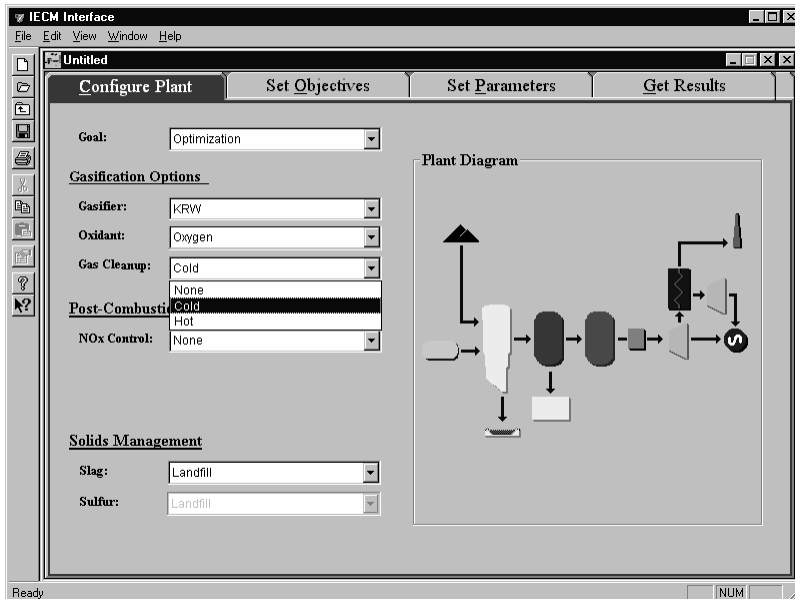 IECM Interface
File Edit View Window Help
Untitled
Configure Plant Set Objectives Set Parameters Get Results
Goal: Optimization
Plant Diagram
Gasification Options
Gasifier: KRW
Oxidant: Oxygen
Gas Cleanup: Cold
None
Post-Combusti Cold
Hot
NOx Control: None
Solids Management
Slag: Landfill
Sulfur: Landfill
Ready NUM